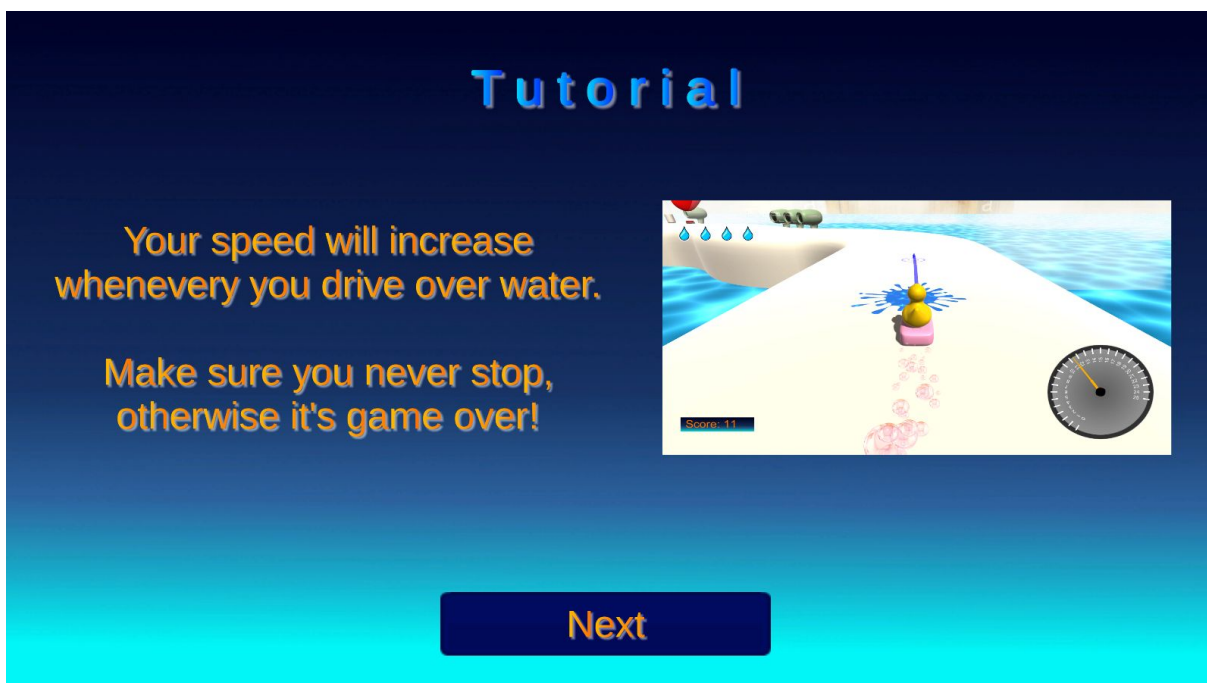 Tutorial
Your speed will increase
whenevery you drive over water.
Make sure you never stop,
otherwise it's game over!
Score: 11
Next